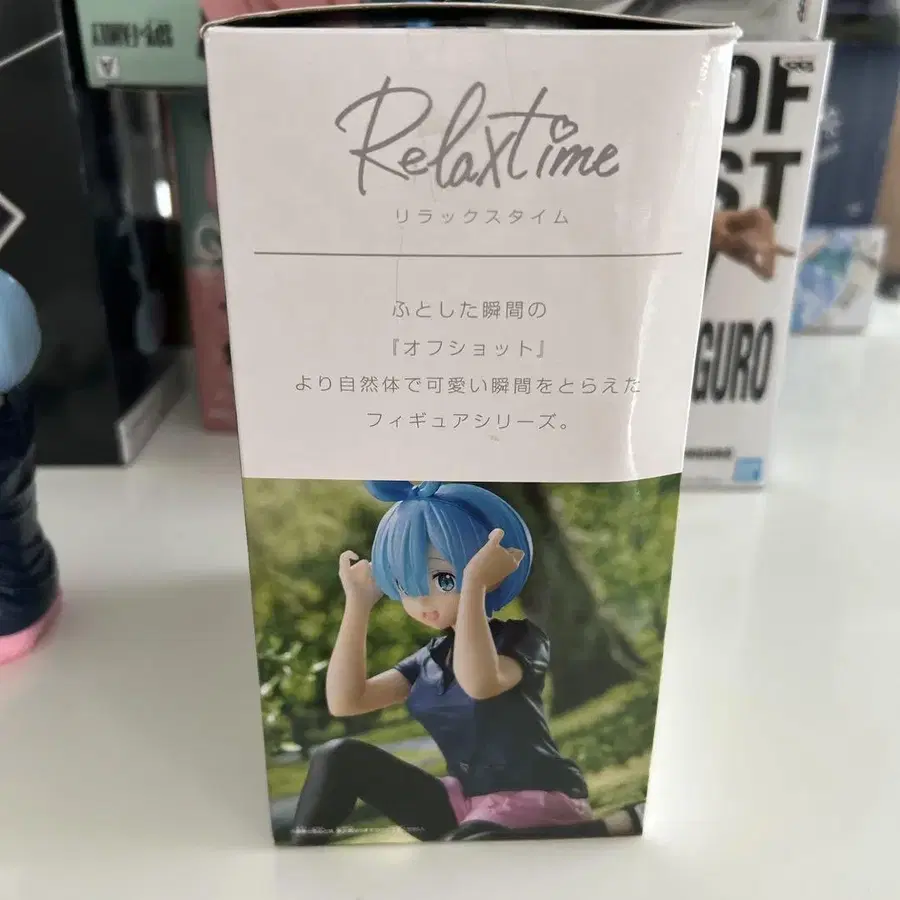 SPY×FAMILY
Relaxtime
リラックスタイム
ふとした瞬間の
『オフショット』
より自然体で可愛い瞬間をとらえた
フィギュアシリーズ。
OF
ST
GURO